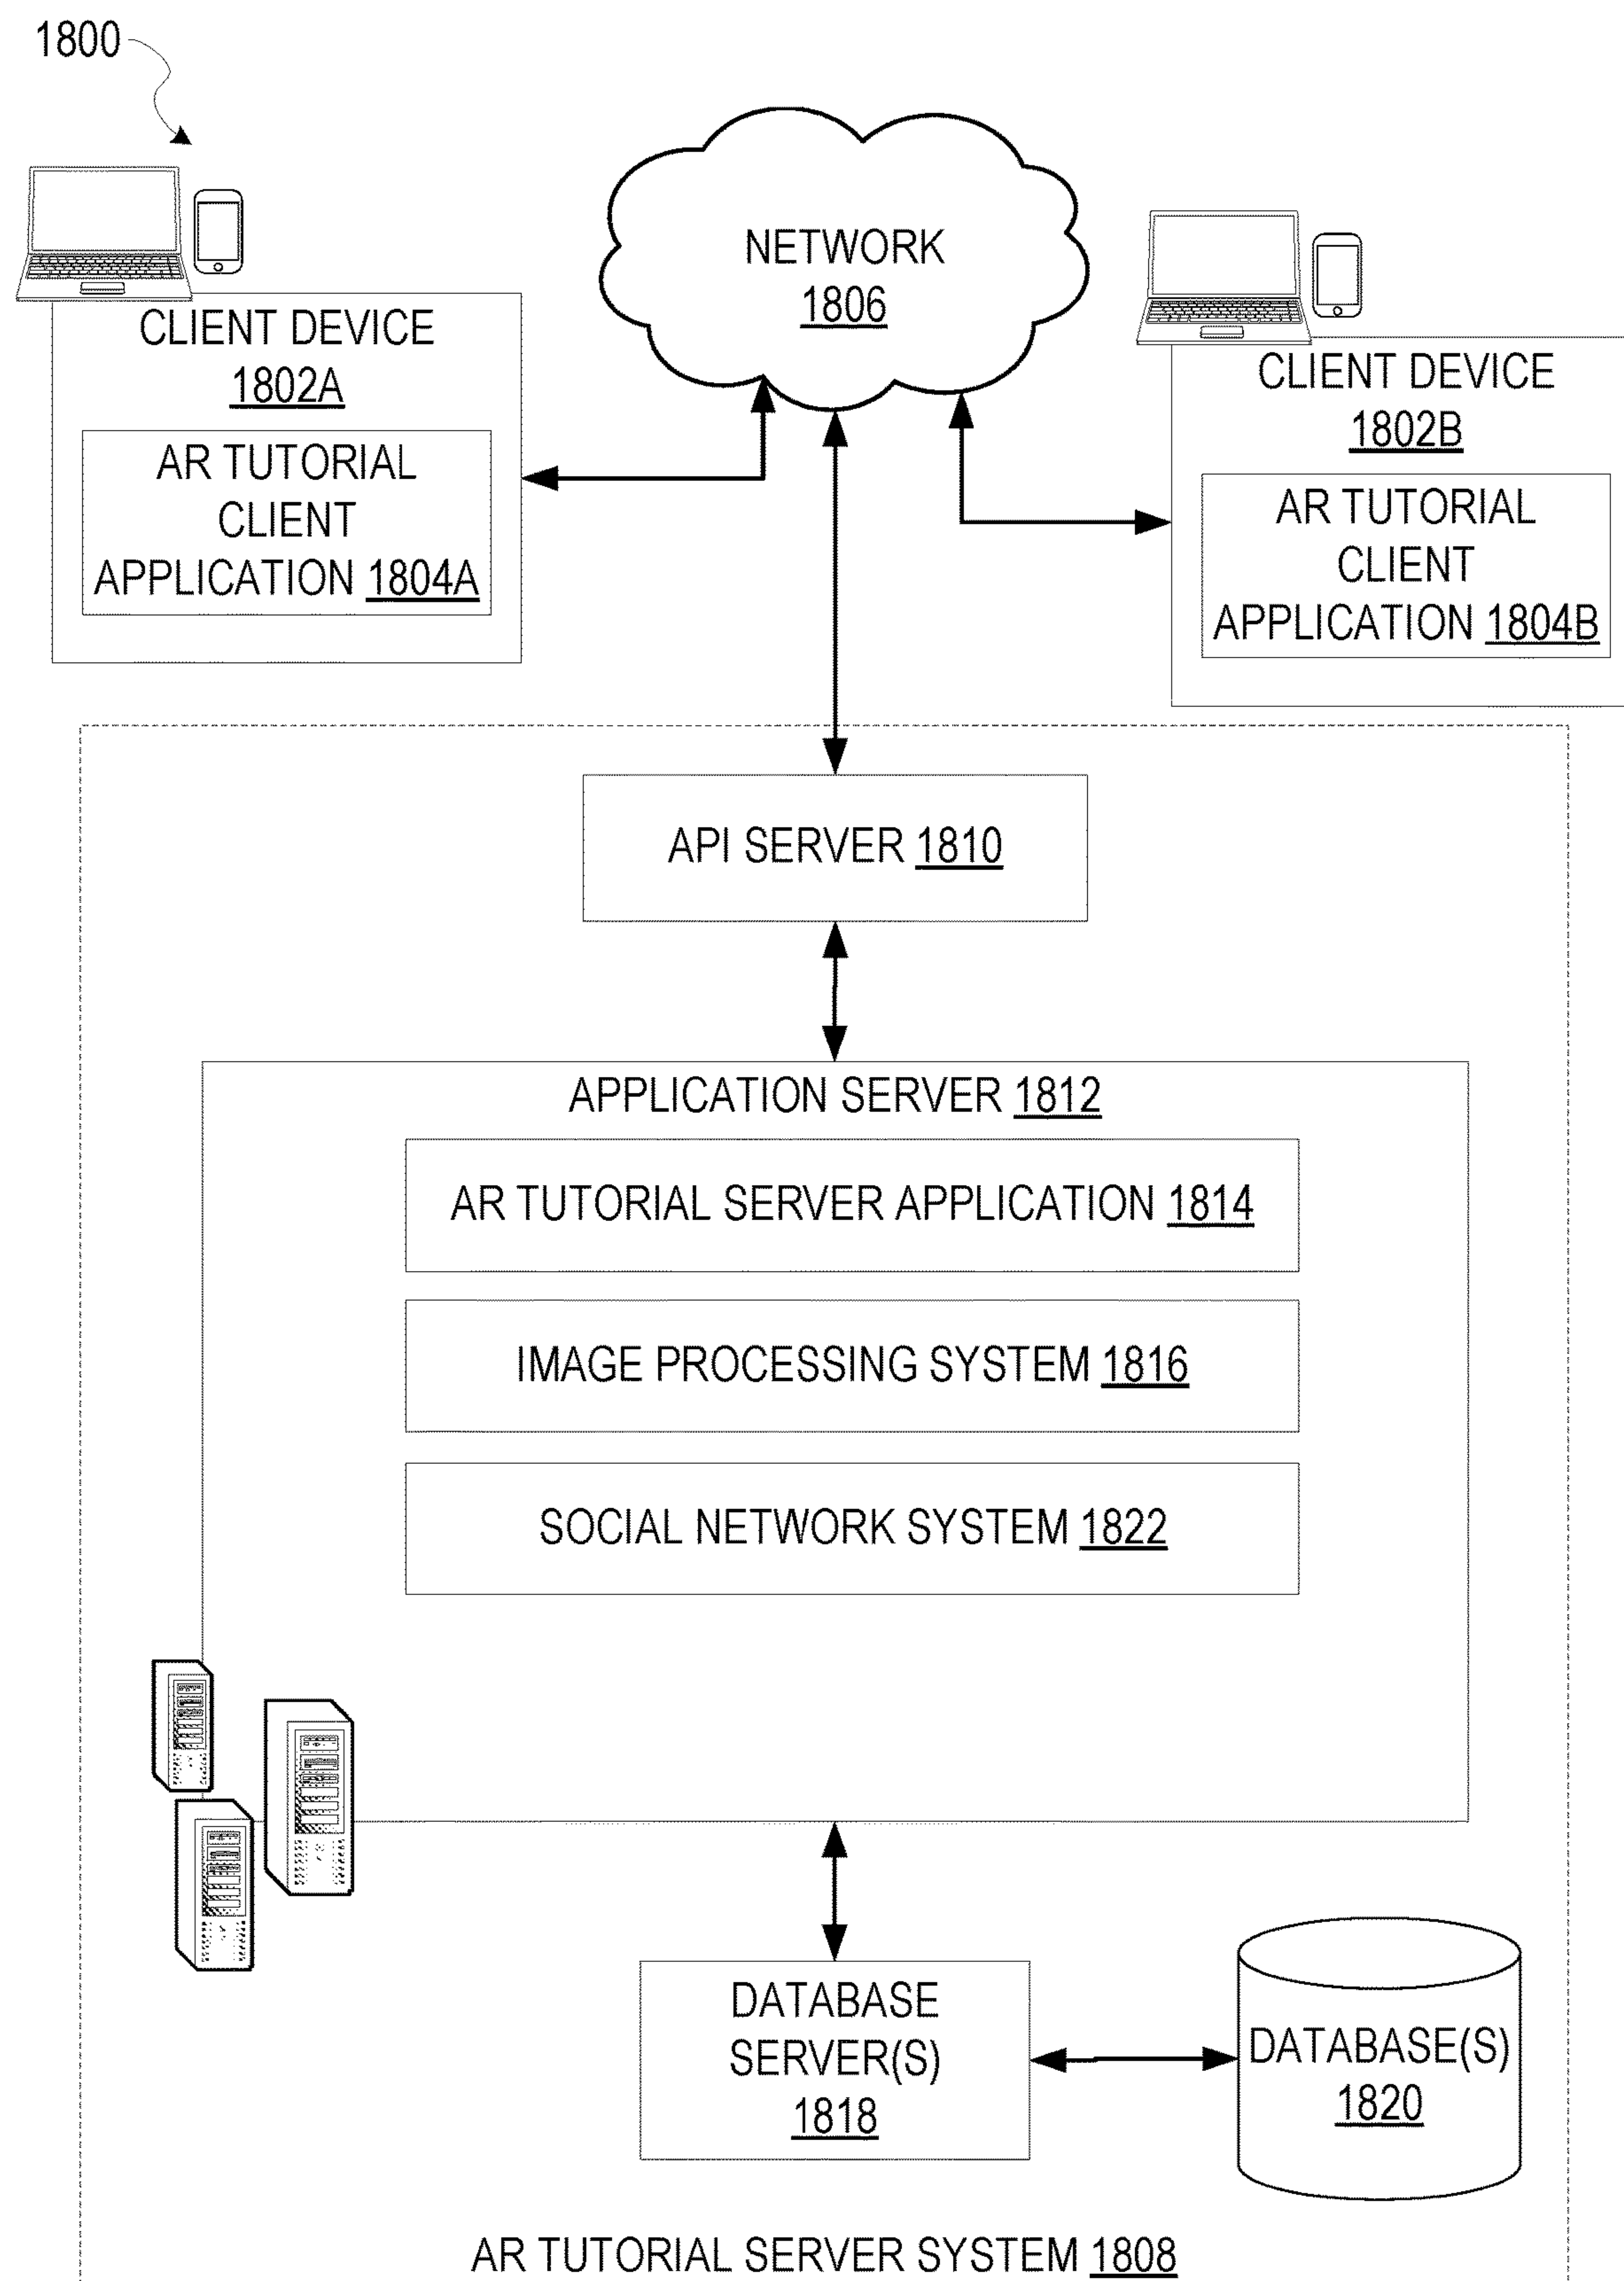 1800
NETWORK
1806
CLIENT DEVICE
1802A
AR TUTORIAL
CLIENT
APPLICATION 1804A
CLIENT DEVICE
1802B
AR TUTORIAL
CLIENT
APPLICATION 1804B
API SERVER 1810
APPLICATION SERVER 1812
AR TUTORIAL SERVER APPLICATION 1814
IMAGE PROCESSING SYSTEM 1816
SOCIAL NETWORK SYSTEM 1822
DATABASE
SERVER(S)
1818
DATABASE(S)
1820
AR TUTORIAL SERVER SYSTEM 1808